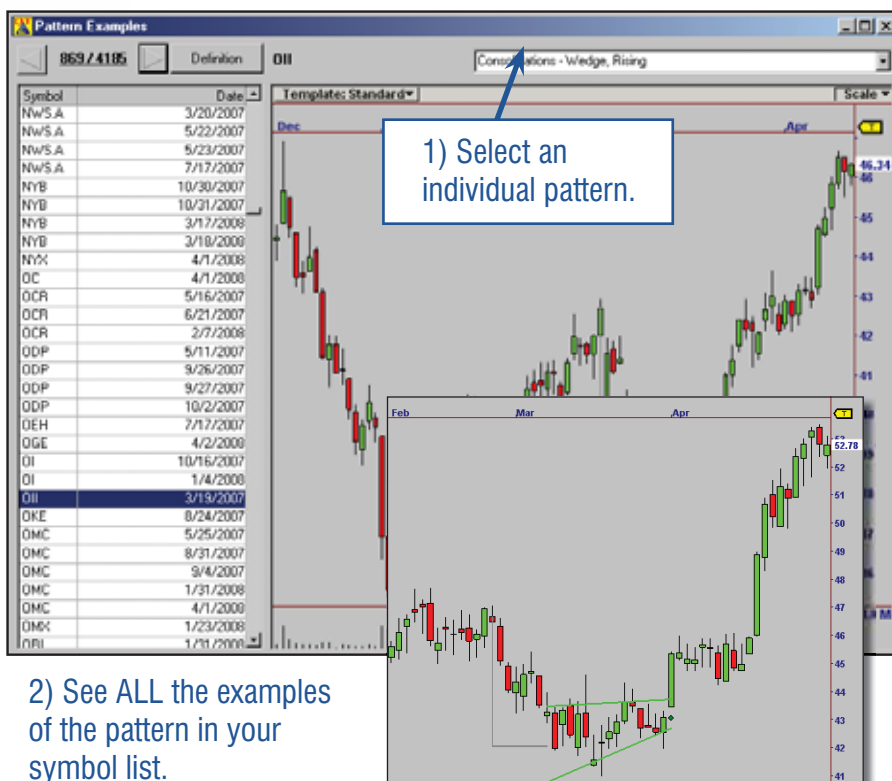 Pattern Examples
869 / 4185 Definition OII Consolidations - Wedge, Rising
Symbol Date Template: Standard Scale
NWS.A 3/20/2007
NWS.A 5/22/2007
NWS.A 5/23/2007
NWS.A 7/17/2007
NYB 10/30/2007
NYB 10/31/2007
NYB 3/17/2008
NYB 3/18/2008
NYX 4/1/2008
OC 4/1/2008
OCR 5/16/2007
OCR 6/21/2007
OCR 2/7/2008
ODP 5/11/2007
ODP 9/26/2007
ODP 9/27/2007
ODP 10/2/2007
OEH 7/17/2007
OGE 4/2/2008
OI 10/16/2007
OI 1/4/2008
OII 3/19/2007
OKE 8/24/2007
OMC 5/25/2007
OMC 8/31/2007
OMC 9/4/2007
OMC 1/31/2008
OMC 4/1/2008
OMX 1/23/2008
1/31/2008
Dec Apr T
46.34
46
45
44
43
42
41
1) Select an
individual pattern.
Feb Mar Apr T
52.78
52
51
50
49
48
47
46
45
44
43
42
41
2) See ALL the examples
of the pattern in your
symbol list.